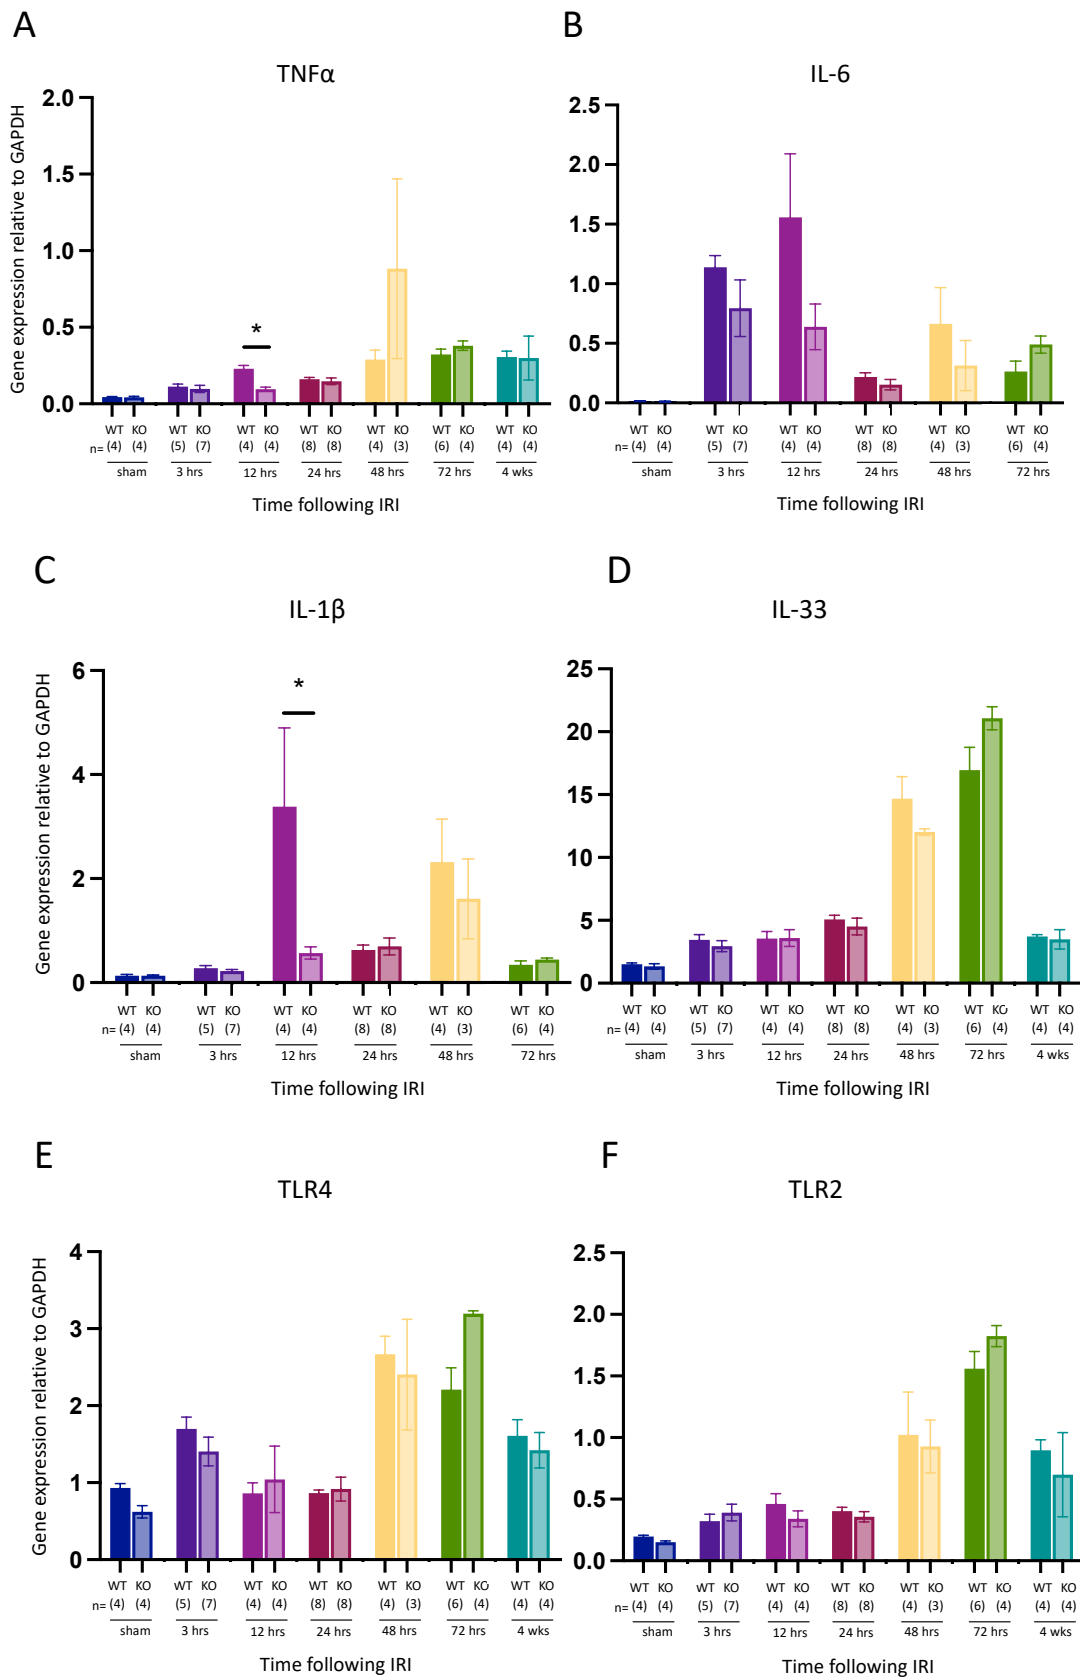 A
TNFα
Gene expression relative to GAPDH
2.0
1.5
1.0
0.5
0.0
*
WT KO WT KO WT KO WT KO WT KO WT KO WT KO
n= (4) (4) (5) (7) (4) (4) (8) (8) (4) (3) (6) (4) (4) (4)
sham 3 hrs 12 hrs 24 hrs 48 hrs 72 hrs 4 wks
Time following IRI
B
IL-6
2.5
2.0
1.5
1.0
0.5
0.0
WT KO WT KO WT KO WT KO WT KO WT KO
n= (4) (4) (5) (7) (4) (4) (8) (8) (4) (3) (6) (4)
sham 3 hrs 12 hrs 24 hrs 48 hrs 72 hrs
Time following IRI
C
IL-1β
Gene expression relative to GAPDH
6
4
2
0
*
WT KO WT KO WT KO WT KO WT KO WT KO
n= (4) (4) (5) (7) (4) (4) (8) (8) (4) (3) (6) (4)
sham 3 hrs 12 hrs 24 hrs 48 hrs 72 hrs
Time following IRI
D
IL-33
25
20
15
10
5
0
WT KO WT KO WT KO WT KO WT KO WT KO WT KO
n= (4) (4) (5) (7) (4) (4) (8) (8) (4) (3) (6) (4) (4) (4)
sham 3 hrs 12 hrs 24 hrs 48 hrs 72 hrs 4 wks
Time following IRI
E
TLR4
Gene expression relative to GAPDH
4
3
2
1
0
WT KO WT KO WT KO WT KO WT KO WT KO WT KO
n= (4) (4) (5) (7) (4) (4) (8) (8) (4) (3) (6) (4) (4) (4)
sham 3 hrs 12 hrs 24 hrs 48 hrs 72 hrs 4 wks
Time following IRI
F
TLR2
2.5
2.0
1.5
1.0
0.5
0.0
WT KO WT KO WT KO WT KO WT KO WT KO WT KO
n= (4) (4) (5) (7) (4) (4) (8) (8) (4) (3) (6) (4) (4) (4)
sham 3 hrs 12 hrs 24 hrs 48 hrs 72 hrs 4 wks
Time following IRI